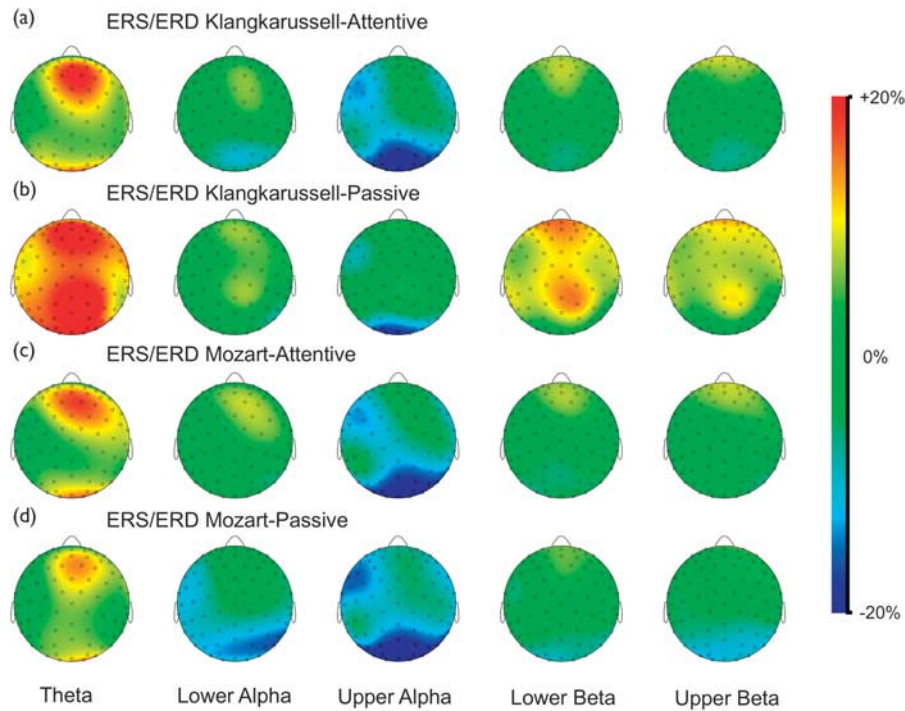 (a) ERS/ERD Klangkarussell-Attentive
+20%
(b) ERS/ERD Klangkarussell-Passive
(c) ERS/ERD Mozart-Attentive
0%
(d) ERS/ERD Mozart-Passive
-20%
Theta Lower Alpha Upper Alpha Lower Beta Upper Beta